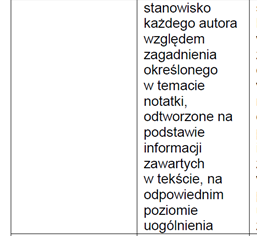 stanowisko
każdego autora
względem
zagadnienia
określonego
w temacie
notatki,
odtworzone na
podstawie
informacji
zawartych
w tekście, na
odpowiednim
poziomie
uogólnienia